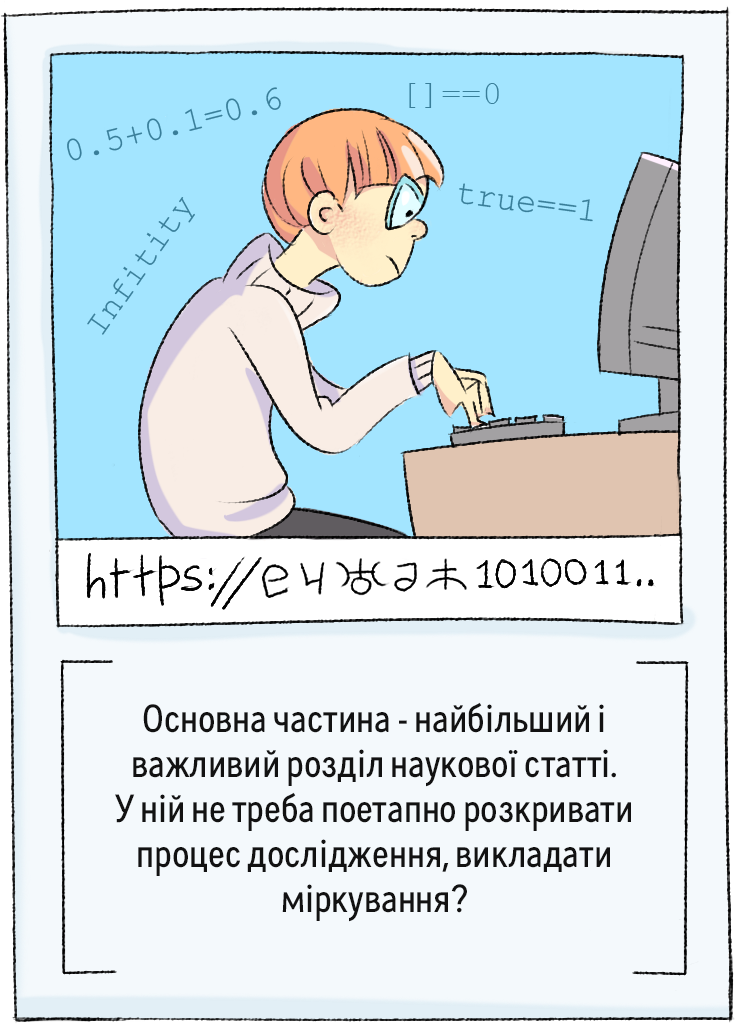 0.5+0.1=0.6
[]==0
true==1
Infitity
https://
1010011..
Основна частина - найбільший і
важливий розділ наукової статті.
У ній не треба поетапно розкривати
процес дослідження, викладати
міркування?